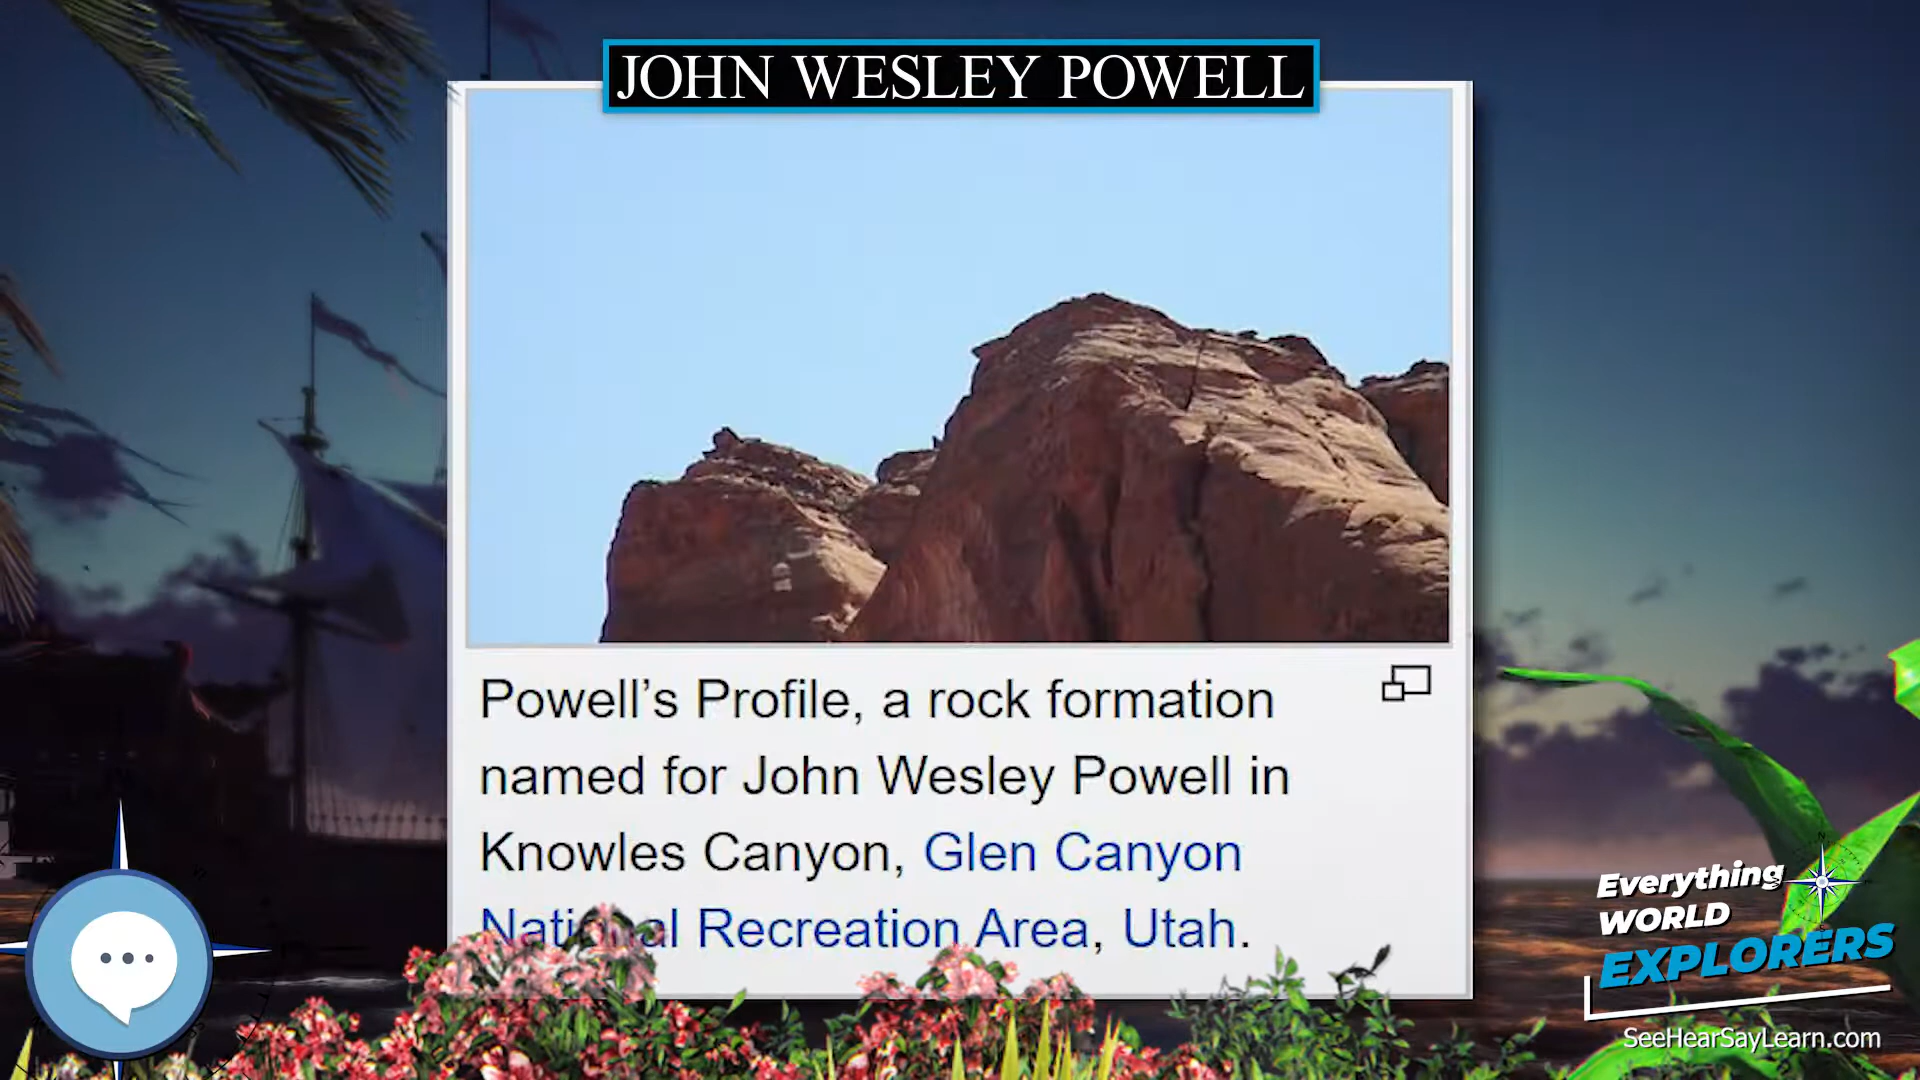 JOHN WESLEY POWELL
Powell’s Profile, a rock formation
named for John Wesley Powell in
Knowles Canyon, Glen Canyon
National Recreation Area, Utah.
Everything
WORLD
EXPLORERS
SeeHearSayLearn.com